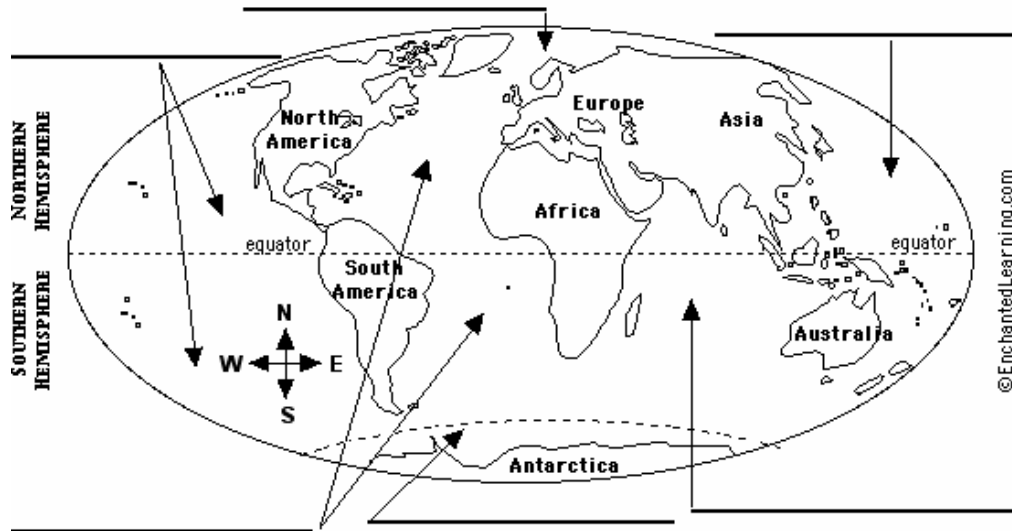 NORTHERN
HEMISPHERE
SOUTHERN
HEMISPHERE
North
America
Europe
Asia
Africa
equator
equator
South
America
N
W
E
S
Australia
Antarctica
©EnchantedLearning.com